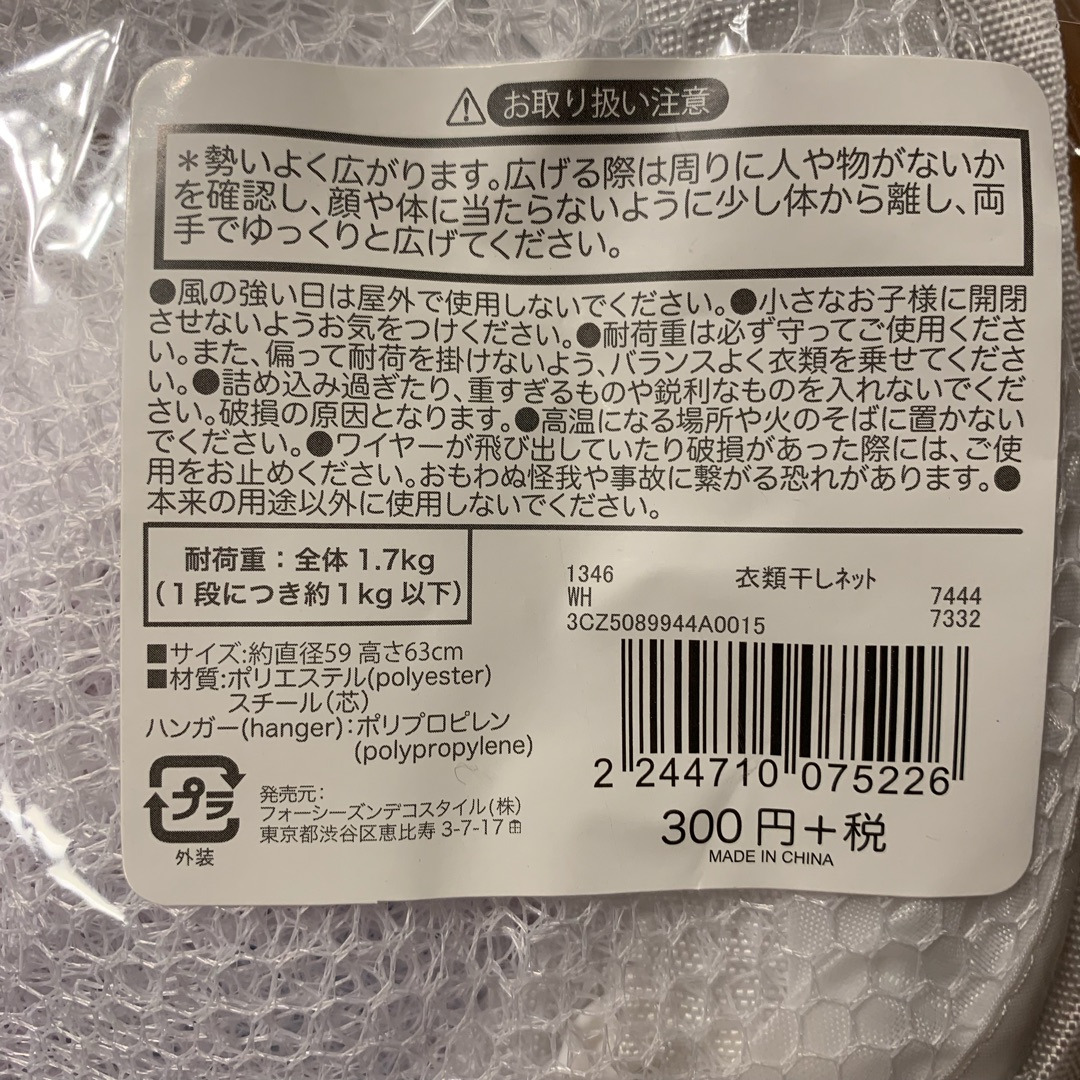 お取り扱い注意
＊勢いよく広がります。広げる際は周りに人や物がないか
を確認し、顔や体に当たらないように少し体から離し、両
手でゆっくりと広げてください。
●風の強い日は屋外で使用しないでください。●小さなお子様に開閉
させないようお気をつけください。●耐荷重は必ず守ってご使用くださ
い。また、偏って耐荷を掛けないよう、バランスよく衣類を乗せてくださ
い。●詰め込み過ぎたり、重すぎるものや鋭利なものを入れないでくだ
さい。破損の原因となります。●高温になる場所や火のそばに置かない
でください。●ワイヤーが飛び出していたり破損があった際には、ご使
用をお止めください。おもわぬ怪我や事故に繋がる恐れがあります。●
本来の用途以外に使用しないでください。
耐荷重：全体1.7kg
（1段につき約1kg以下）
■サイズ:約直径59 高さ63cm
■材質:ポリエステル(polyester)
スチール（芯）
ハンガー(hanger)：ポリプロピレン
(polypropylene)
プラ
外装
発売元：
フォーシーズンデコスタイル（株）
東京都渋谷区恵比寿 3-7-17 田
1346 衣類干しネット 7444
WH 7332
3CZ5089944A0015
2 244710 075226
300円＋税
MADE IN CHINA